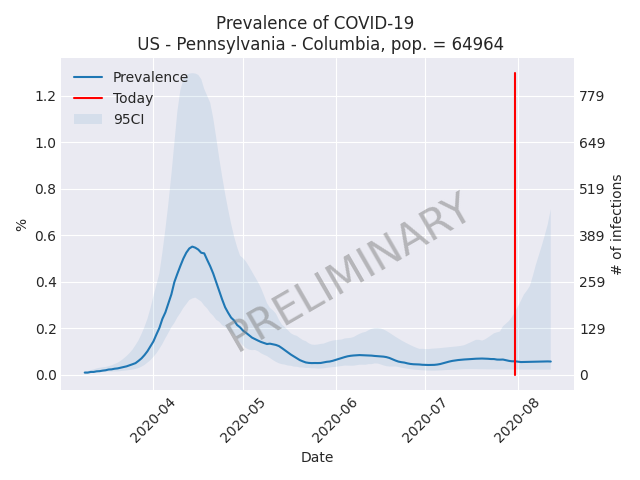 Prevalence of COVID-19
US - Pennsylvania - Columbia, pop. = 64964
Prevalence
Today
95CI
PRELIMINARY
%
1.2
1.0
0.8
0.6
0.4
0.2
0.0
779
649
519
389
259
129
0
# of infections
2020-04
2020-05
2020-06
2020-07
2020-08
Date